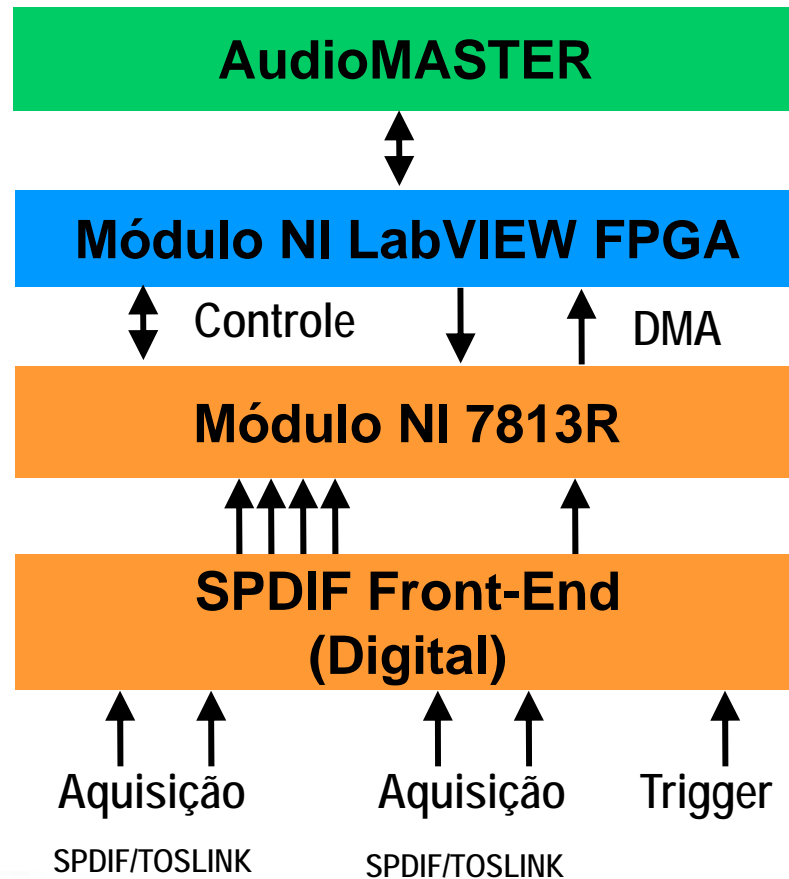 AudioMASTER
Módulo NI LabVIEW FPGA
Controle
DMA
Módulo NI 7813R
SPDIF Front-End
(Digital)
Aquisição
Aquisição
Trigger
SPDIF/TOSLINK
SPDIF/TOSLINK